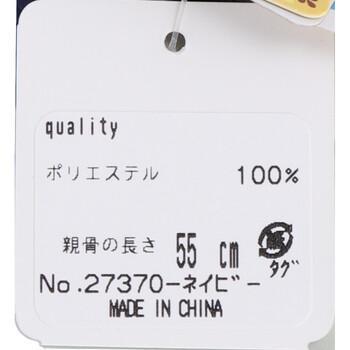 quality
ポリエステル 100%
親骨の長さ 55 cm
紙
タグ
No.27370-ネイビー
MADE IN CHINA